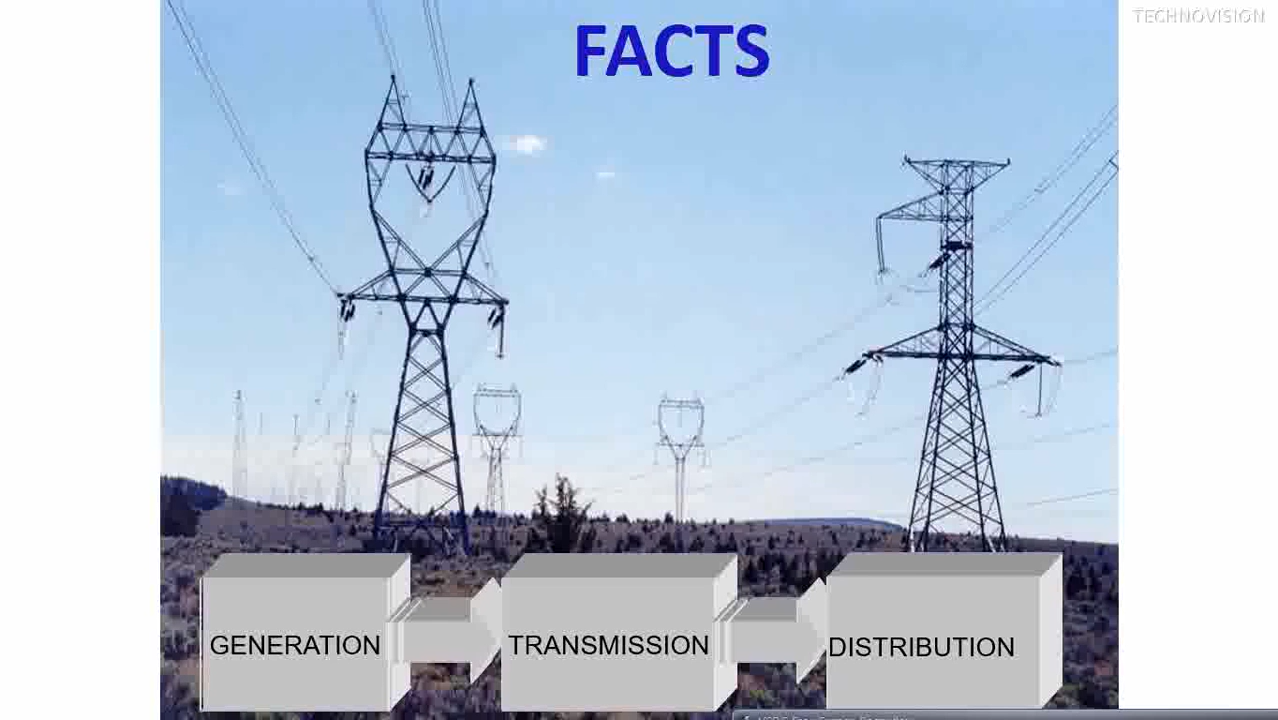 TECHNOVISION
FACTS
GENERATION
TRANSMISSION
DISTRIBUTION